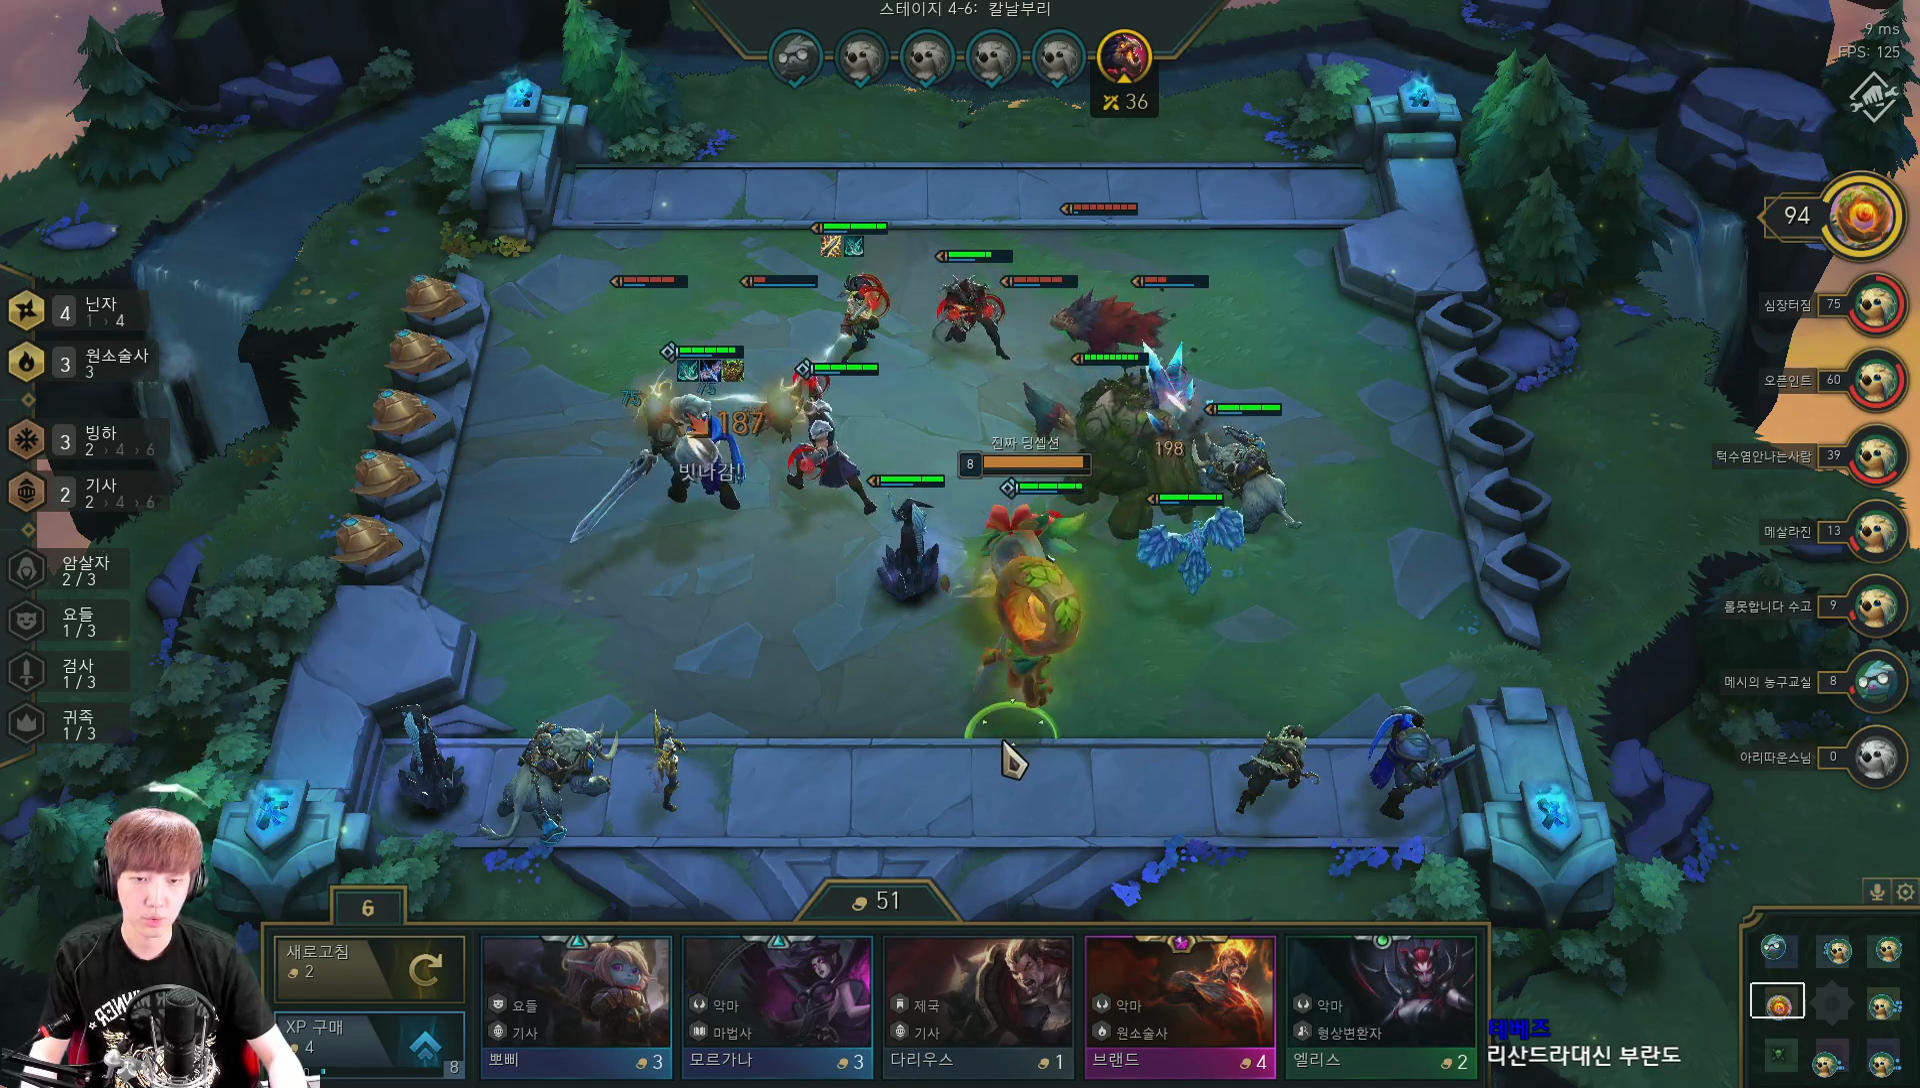 스테이지 4-6: 칼날부리
9 ms
FPS: 125
36
94
심장터짐 75
오픈인트 60
턱수염안나는사람 39
메살라진 13
롤못합니다 수고 9
메시의 농구교실 8
아리따운스님 0
4 닌자
1 › 4
3 원소술사
3
3 빙하
2 › 4 › 6
2 기사
2 › 4 › 6
암살자
2 / 3
요들
1 / 3
검사
1 / 3
귀족
1 / 3
75
75
187
빗나감!
진짜 딩셉션
8
198
6
51
새로고침
2
XP 구매
4
8
요들
기사
뽀삐 3
악마
마법사
모르가나 3
제국
기사
다리우스 1
악마
원소술사
브랜드 4
악마
형상변환자
엘리스 2
테베즈
리산드라대신 부란도